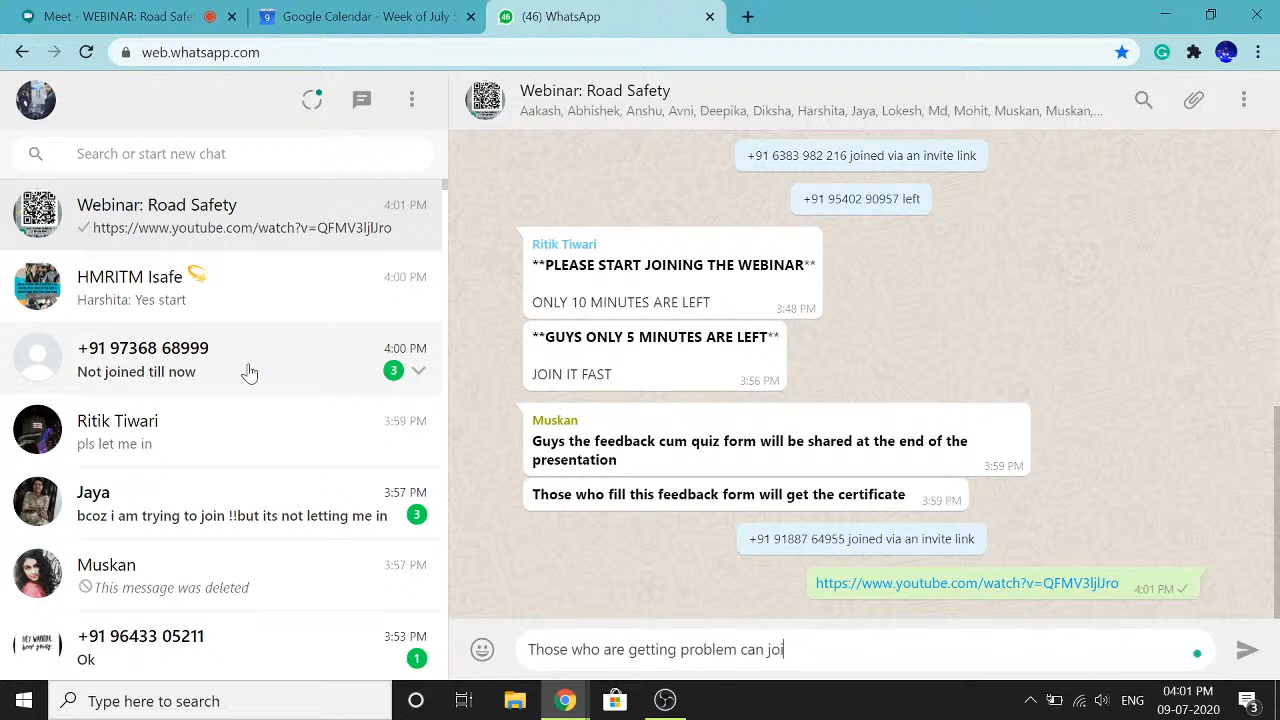 Meet - Webinar: Road Safet
Google Calendar - Week of July
(46) WhatsApp
web.whatsapp.com
Search or start new chat
Webinar: Road Safety
4:01 PM
https://www.youtube.com/watch?v=QFMV3ljlJro
HMRITM Isafe
4:00 PM
Harshita: Yes start
+91 97368 68999
4:00 PM
Not joined till now
3
Ritik Tiwari
3:59 PM
pls let me in
Jaya
3:57 PM
bcoz i am trying to join !!but its not letting me in
3
Muskan
3:57 PM
This message was deleted
+91 96433 05211
3:53 PM
Ok
1
Webinar: Road Safety
Aakash, Abhishek, Anshu, Avni, Deepika, Diksha, Harshita, Jaya, Lokesh, Md, Mohit, Muskan, Muskan,...
+91 6383 982 216 joined via an invite link
+91 95402 90957 left
Ritik Tiwari
**PLEASE START JOINING THE WEBINAR**
ONLY 10 MINUTES ARE LEFT
3:48 PM
**GUYS ONLY 5 MINUTES ARE LEFT**
JOIN IT FAST
3:56 PM
Muskan
Guys the feedback cum quiz form will be shared at the end of the
presentation
3:59 PM
Those who fill this feedback form will get the certificate
3:59 PM
+91 91887 64955 joined via an invite link
https://www.youtube.com/watch?v=QFMV3ljlJro
4:01 PM
Those who are getting problem can joi
Type here to search
ENG
04:01 PM
09-07-2020
3